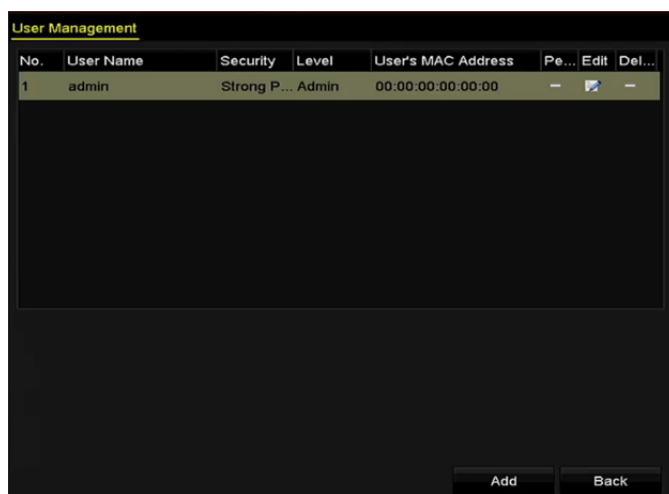 User Management
No. User Name Security Level User's MAC Address Pe... Edit Del...
1 admin Strong P... Admin 00:00:00:00:00:00 – –
Add Back